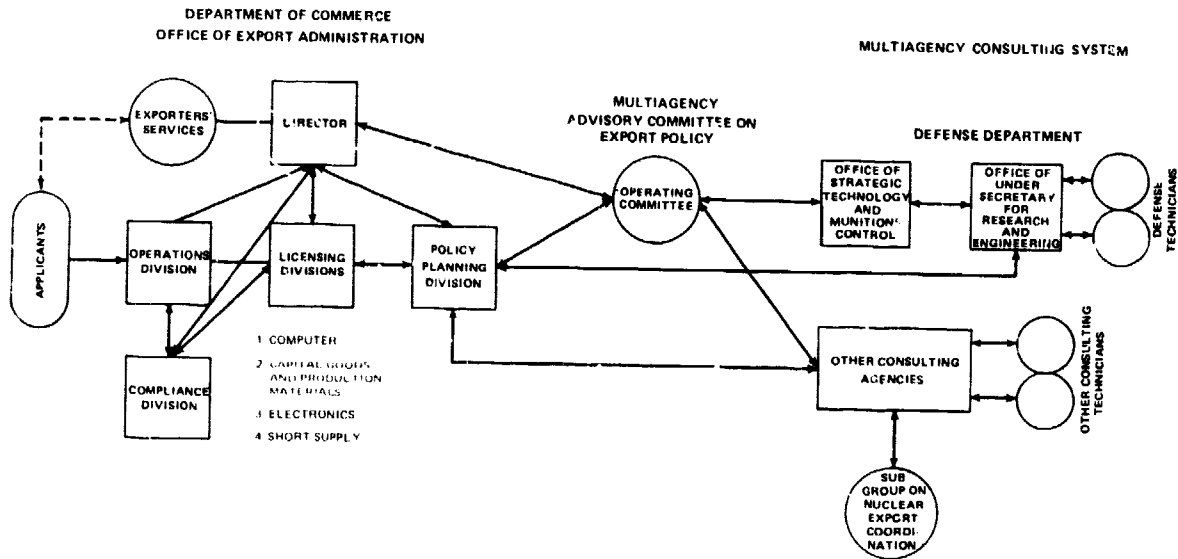 DEPARTMENT OF COMMERCE
OFFICE OF EXPORT ADMINISTRATION
MULTIAGENCY CONSULTING SYSTEM
EXPORTERS'
SERVICES
DIRECTOR
MULTIAGENCY
ADVISORY COMMITTEE ON
EXPORT POLICY
DEFENSE DEPARTMENT
OPERATING
COMMITTEE
OFFICE OF
STRATEGIC
TECHNOLOGY
AND
MUNITIONS
CONTROL
OFFICE OF
UNDER
SECRETARY
FOR
RESEARCH
AND
ENGINEERING
DEFENSE
TECHNICIANS
APPLICANTS
OPERATIONS
DIVISION
LICENSING
DIVISIONS
POLICY
PLANNING
DIVISION
1 COMPUTER
2 CAPITAL GOODS
AND PRODUCTION
MATERIALS
3 ELECTRONICS
4 SHORT SUPPLY
COMPLIANCE
DIVISION
OTHER CONSULTING
AGENCIES
OTHER CONSULTING
TECHNICIANS
SUB
GROUP ON
NUCLEAR
EXPORT
COORDI-
NATION